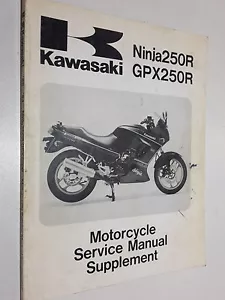 Ninja250R
GPX250R
Kawasaki
Motorcycle
Service Manual
Supplement